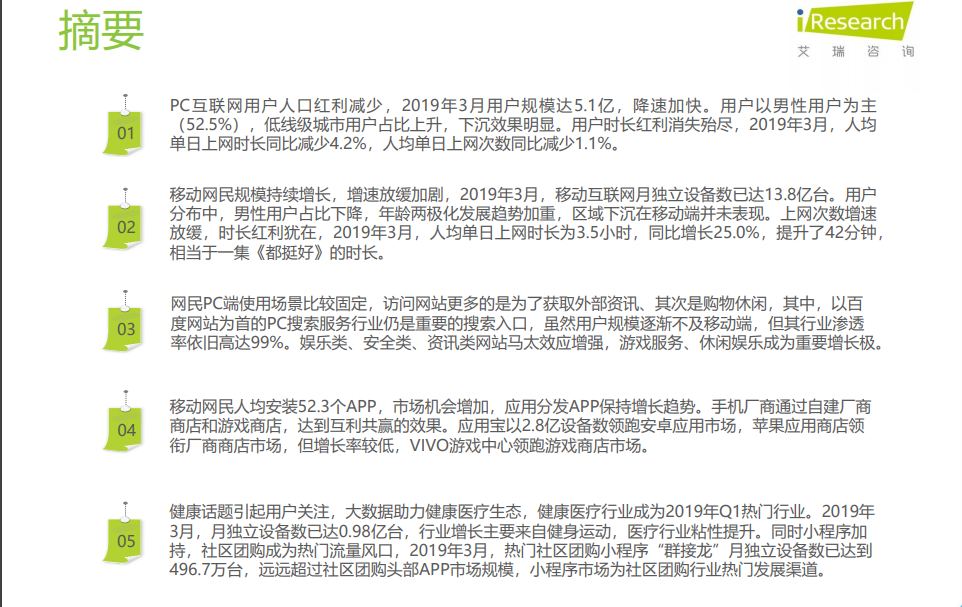 摘要
iResearch
艾瑞咨询
01
PC互联网用户人口红利减少，2019年3月用户规模达5.1亿，降速加快。用户以男性用户为主
（52.5%），低线级城市用户占比上升，下沉效果明显。用户时长红利消失殆尽，2019年3月，人均
单日上网时长同比减少4.2%，人均单日上网次数同比减少1.1%。
02
移动网民规模持续增长，增速放缓加剧，2019年3月，移动互联网月独立设备数已达13.8亿台。用户
分布中，男性用户占比下降，年龄两极化发展趋势加重，区域下沉在移动端并未表现。上网次数增速
放缓，时长红利犹在，2019年3月，人均单日上网时长为3.5小时，同比增长25.0%，提升了42分钟，
相当于一集《都挺好》的时长。
03
网民PC端使用场景比较固定，访问网站更多的是为了获取外部资讯、其次是购物休闲，其中，以百
度网站为首的PC搜索服务行业仍是重要的搜索入口，虽然用户规模逐渐不及移动端，但其行业渗透
率依旧高达99%。娱乐类、安全类、资讯类网站马太效应增强，游戏服务、休闲娱乐成为重要增长极。
04
移动网民人均安装52.3个APP，市场机会增加，应用分发APP保持增长趋势。手机厂商通过自建厂商
商店和游戏商店，达到互利共赢的效果。应用宝以2.8亿设备数领跑安卓应用市场，苹果应用商店领
衔厂商商店市场，但增长率较低，VIVO游戏中心领跑游戏商店市场。
05
健康话题引起用户关注，大数据助力健康医疗生态，健康医疗行业成为2019年Q1热门行业。2019年
3月，月独立设备数已达0.98亿台，行业增长主要来自健身运动，医疗行业粘性提升。同时小程序加
持，社区团购成为热门流量风口，2019年3月，热门社区团购小程序“群接龙”月独立设备数已达到
496.7万台，远远超过社区团购头部APP市场规模，小程序市场为社区团购行业热门发展渠道。